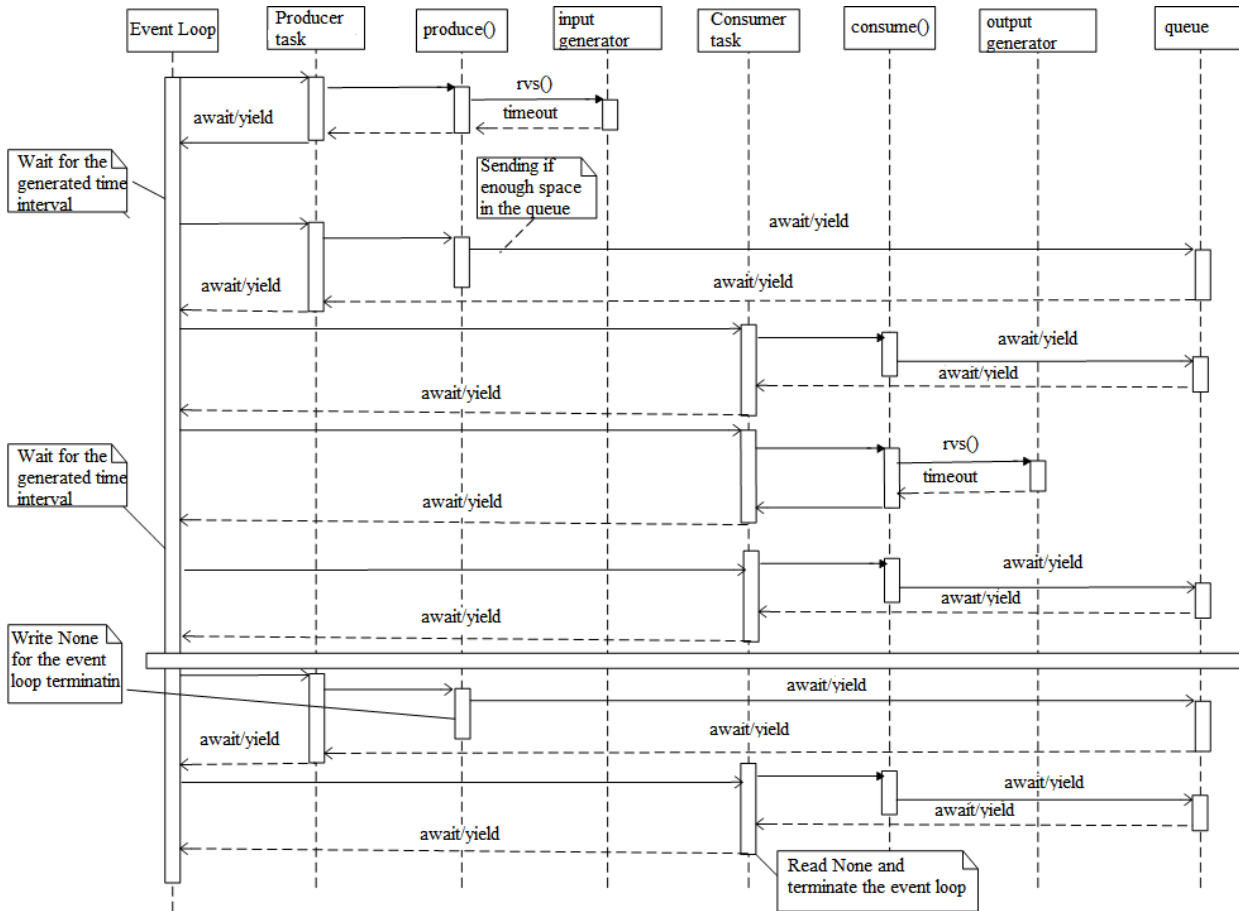 Event Loop
Producer
task
produce()
input
generator
Consumer
task
consume()
output
generator
queue
rvs()
await/yield
timeout
Wait for the
generated time
interval
Sending if
enough space
in the queue
await/yield
await/yield
await/yield
await/yield
await/yield
await/yield
Wait for the
generated time
interval
rvs()
timeout
await/yield
await/yield
await/yield
await/yield
Write None
for the event
loop terminatin
await/yield
await/yield
await/yield
await/yield
await/yield
await/yield
Read None and
terminate the event loop